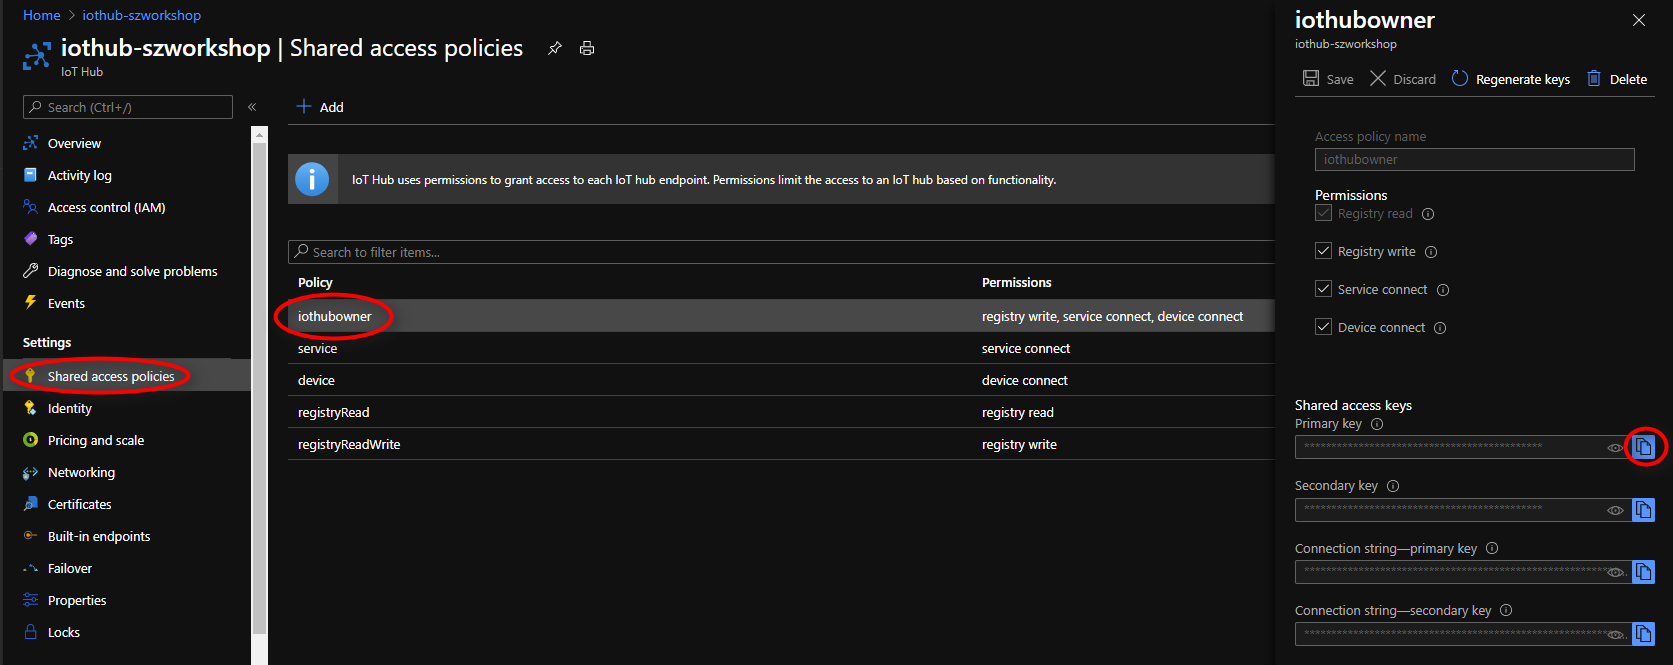 Home > iothub-szworkshop
iothub-szworkshop | Shared access policies
IoT Hub
Search (Ctrl+/)
«
Overview
Activity log
Access control (IAM)
Tags
Diagnose and solve problems
Events
Settings
Shared access policies
Identity
Pricing and scale
Networking
Certificates
Built-in endpoints
Failover
Properties
Locks
Add
IoT Hub uses permissions to grant access to each IoT hub endpoint. Permissions limit the access to an IoT hub based on functionality.
Search to filter items...
Policy Permissions
iothubowner registry write, service connect, device connect
service service connect
device device connect
registryRead registry read
registryReadWrite registry write
iothubowner
iothub-szworkshop
Save Discard Regenerate keys Delete
Access policy name
iothubowner
Permissions
Registry read
Registry write
Service connect
Device connect
Shared access keys
Primary key
Secondary key
Connection string—primary key
Connection string—secondary key